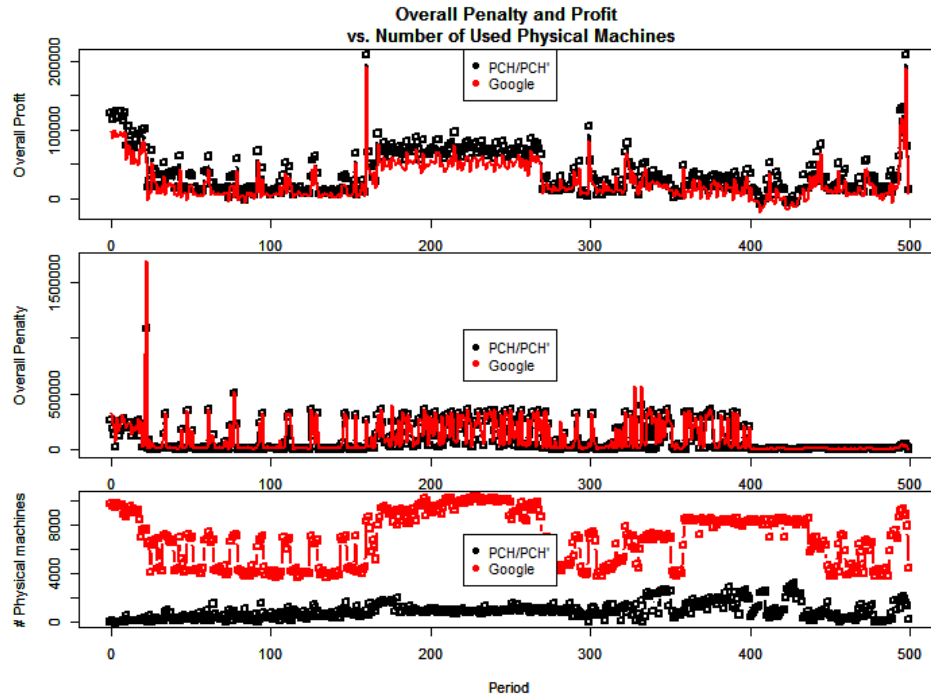 Overall Penalty and Profit
vs. Number of Used Physical Machines
Overall Profit
200000
100000
0
PCH/PCH'
Google
0 100 200 300 400 500
Overall Penalty
1500000
500000
0
PCH/PCH'
Google
0 100 200 300 400 500
# Physical machines
8000
4000
0
PCH/PCH'
Google
0 100 200 300 400 500
Period